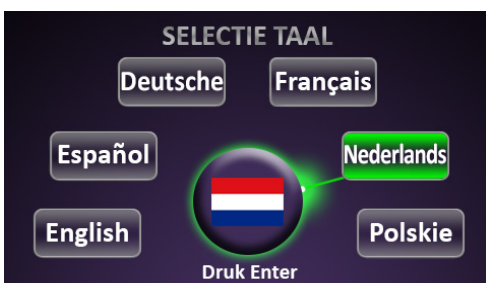 SELECTIE TAAL
Deutsche Français
Español Nederlands
English Polskie
Druk Enter